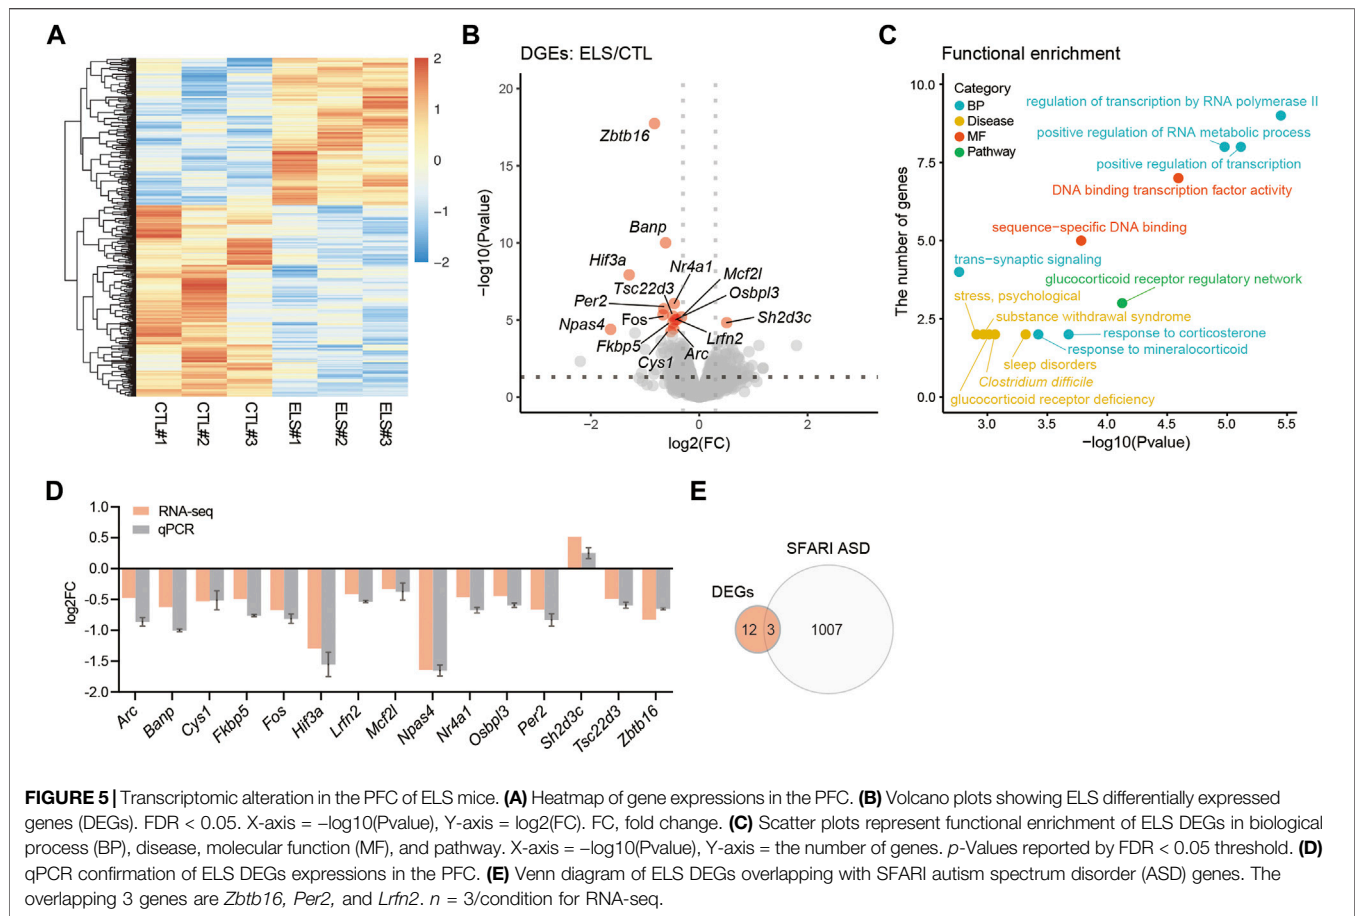 A
2
1
0
−1
−2
CTL#1
CTL#2
CTL#3
ELS#1
ELS#2
ELS#3
B
DGEs: ELS/CTL
−log10(Pvalue)
20
15
10
5
0
Zbtb16
Banp
Hif3a
Nr4a1
Mcf2l
Tsc22d3
Osbpl3
Per2
Fos
Sh2d3c
Npas4
Fkbp5
Lrfn2
Cys1
Arc
−2
0
2
log2(FC)
C
Functional enrichment
The number of genes
10.0
7.5
5.0
2.5
0.0
Category
BP
Disease
MF
Pathway
regulation of transcription by RNA polymerase II
positive regulation of RNA metabolic process
positive regulation of transcription
DNA binding transcription factor activity
sequence−specific DNA binding
trans−synaptic signaling
glucocorticoid receptor regulatory network
stress, psychological
substance withdrawal syndrome
response to corticosterone
response to mineralocorticoid
sleep disorders
Clostridium difficile
glucocorticoid receptor deficiency
3.0
3.5
4.0
4.5
5.0
5.5
−log10(Pvalue)
D
log2FC
1.0
0.5
0.0
-0.5
-1.0
-1.5
-2.0
RNA-seq
qPCR
Arc
Banp
Cys1
Fkbp5
Fos
Hif3a
Lrfn2
Mcf2l
Npas4
Nr4a1
Osbpl3
Per2
Sh2d3c
Tsc22d3
Zbtb16
E
SFARI ASD
DEGs
12
3
1007
FIGURE 5 | Transcriptomic alteration in the PFC of ELS mice. (A) Heatmap of gene expressions in the PFC. (B) Volcano plots showing ELS differentially expressed
genes (DEGs). FDR < 0.05. X-axis = −log10(Pvalue), Y-axis = log2(FC). FC, fold change. (C) Scatter plots represent functional enrichment of ELS DEGs in biological
process (BP), disease, molecular function (MF), and pathway. X-axis = −log10(Pvalue), Y-axis = the number of genes. p-Values reported by FDR < 0.05 threshold. (D)
qPCR confirmation of ELS DEGs expressions in the PFC. (E) Venn diagram of ELS DEGs overlapping with SFARI autism spectrum disorder (ASD) genes. The
overlapping 3 genes are Zbtb16, Per2, and Lrfn2. n = 3/condition for RNA-seq.